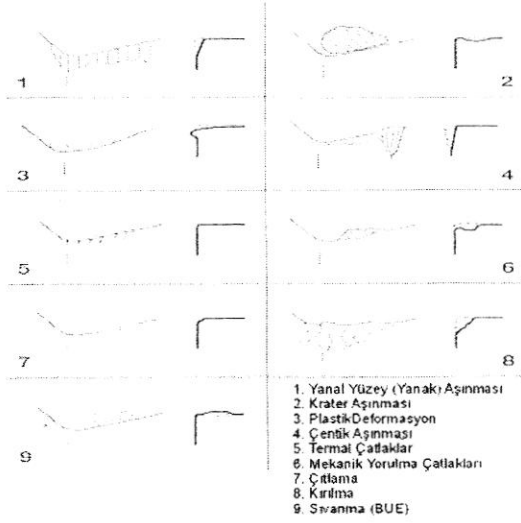 1
2
3
4
5
6
7
8
9
1. Yanal Yüzey (Yanak) Aşınması
2. Krater Aşınması
3. PlastikDeformasyon
4. Çentik Aşınması
5. Termal Çatlaklar
6. Mekanik Yorulma Çatlakları
7. Çıtlama
8. Kırılma
9. Sıvanma (BUE)